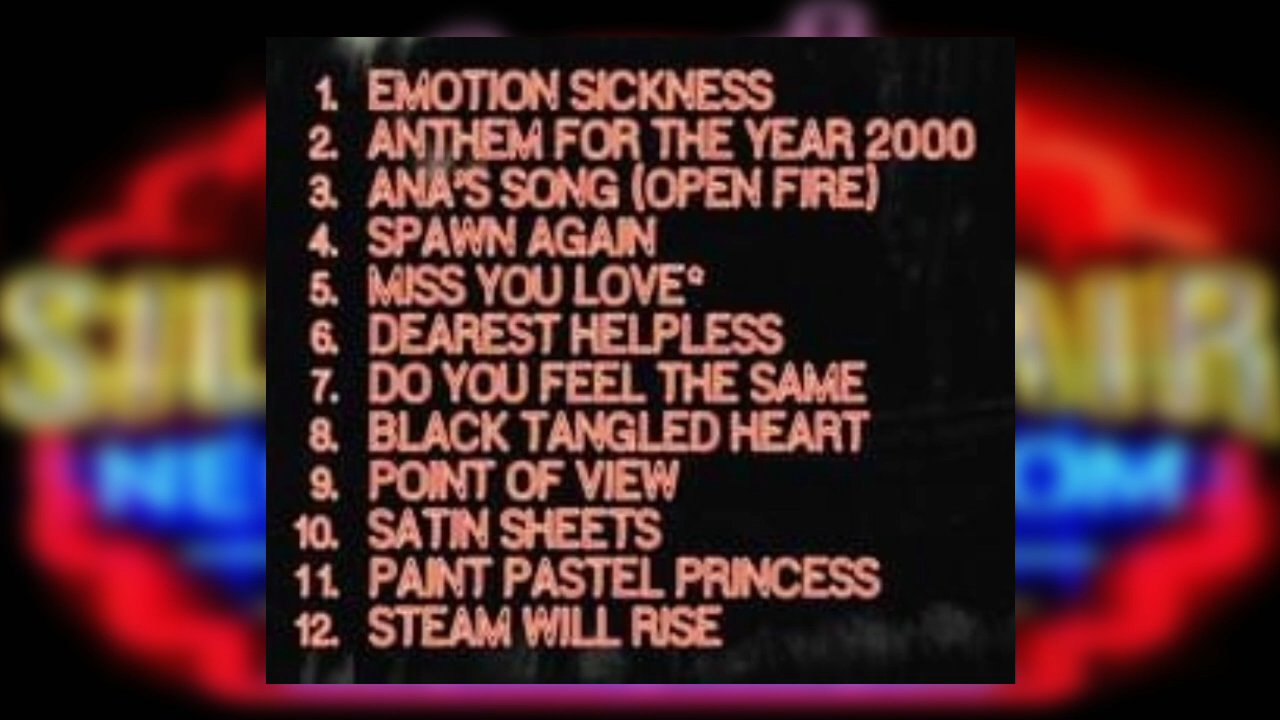 1. EMOTION SICKNESS
2. ANTHEM FOR THE YEAR 2000
3. ANA'S SONG (OPEN FIRE)
4. SPAWN AGAIN
5. MISS YOU LOVE*
6. DEAREST HELPLESS
7. DO YOU FEEL THE SAME
8. BLACK TANGLED HEART
9. POINT OF VIEW
10. SATIN SHEETS
11. PAINT PASTEL PRINCESS
12. STEAM WILL RISE